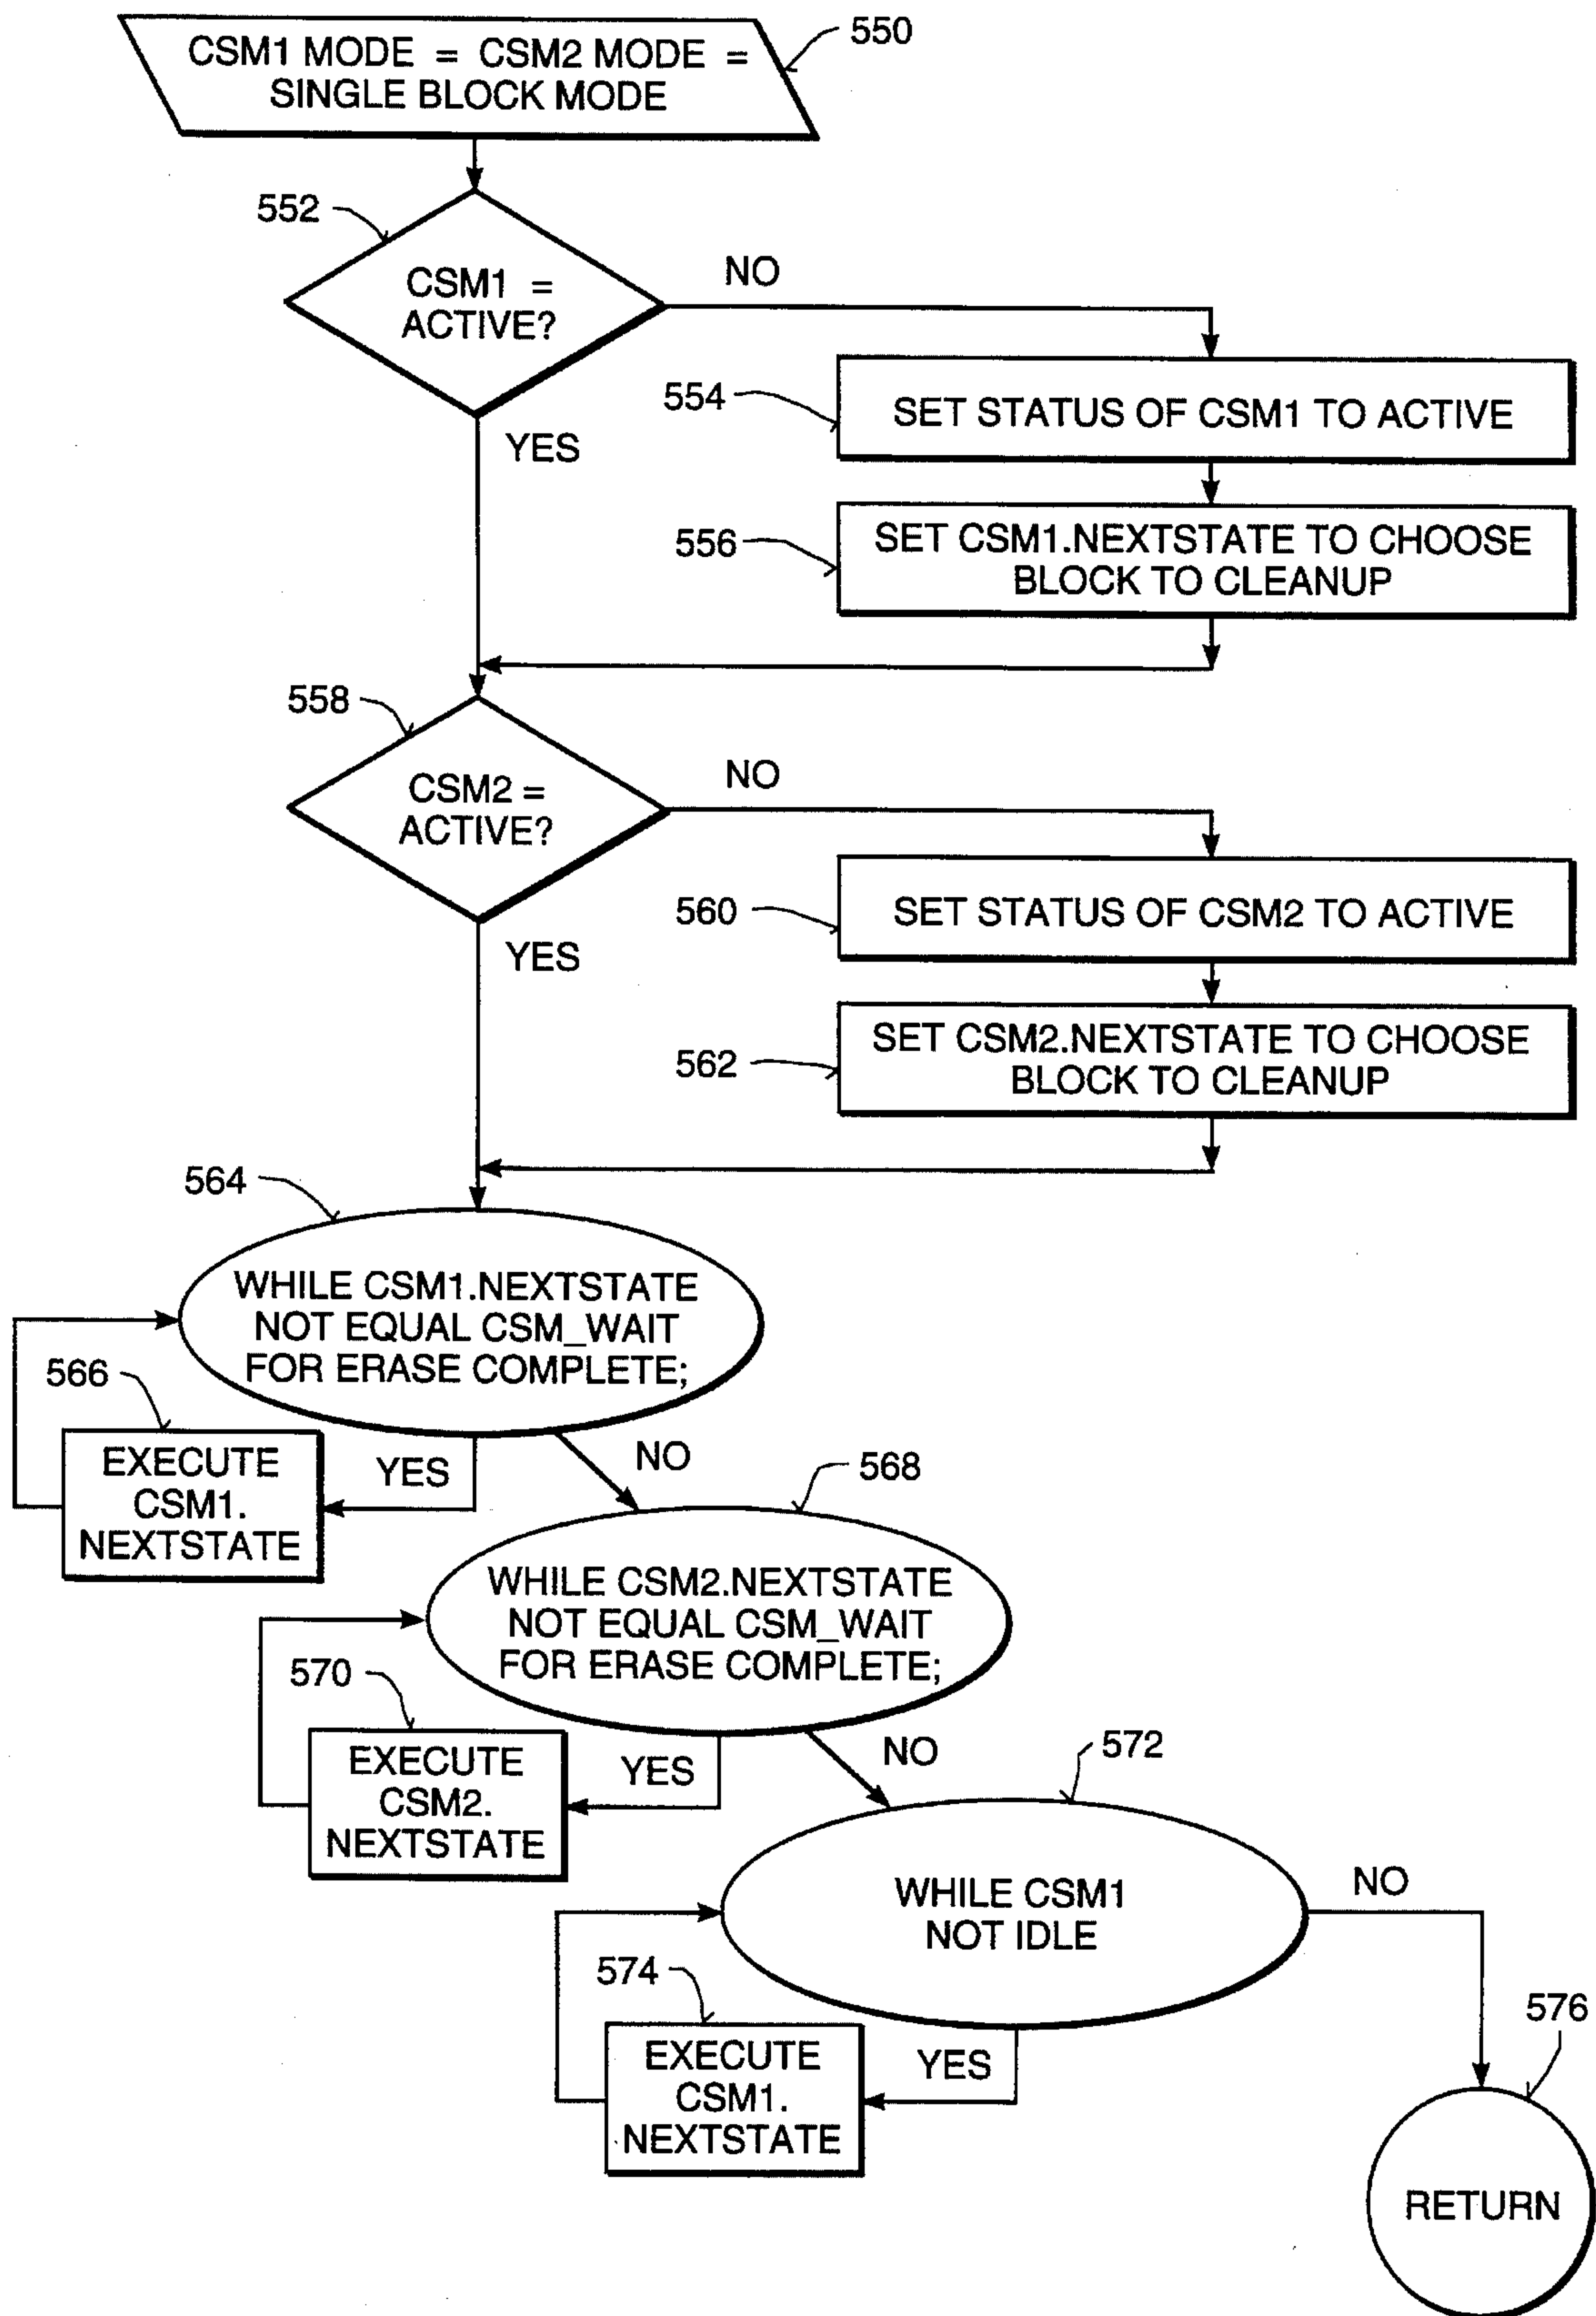 550
CSM1 MODE = CSM2 MODE =
SINGLE BLOCK MODE
552
CSM1 =
ACTIVE?
NO
YES
554
SET STATUS OF CSM1 TO ACTIVE
556
SET CSM1.NEXTSTATE TO CHOOSE
BLOCK TO CLEANUP
558
CSM2 =
ACTIVE?
NO
YES
560
SET STATUS OF CSM2 TO ACTIVE
562
SET CSM2.NEXTSTATE TO CHOOSE
BLOCK TO CLEANUP
564
WHILE CSM1.NEXTSTATE
NOT EQUAL CSM_WAIT
FOR ERASE COMPLETE;
566
EXECUTE
CSM1.
NEXTSTATE
YES
NO
568
WHILE CSM2.NEXTSTATE
NOT EQUAL CSM_WAIT
FOR ERASE COMPLETE;
570
EXECUTE
CSM2.
NEXTSTATE
YES
NO
572
WHILE CSM1
NOT IDLE
NO
574
EXECUTE
CSM1.
NEXTSTATE
YES
576
RETURN